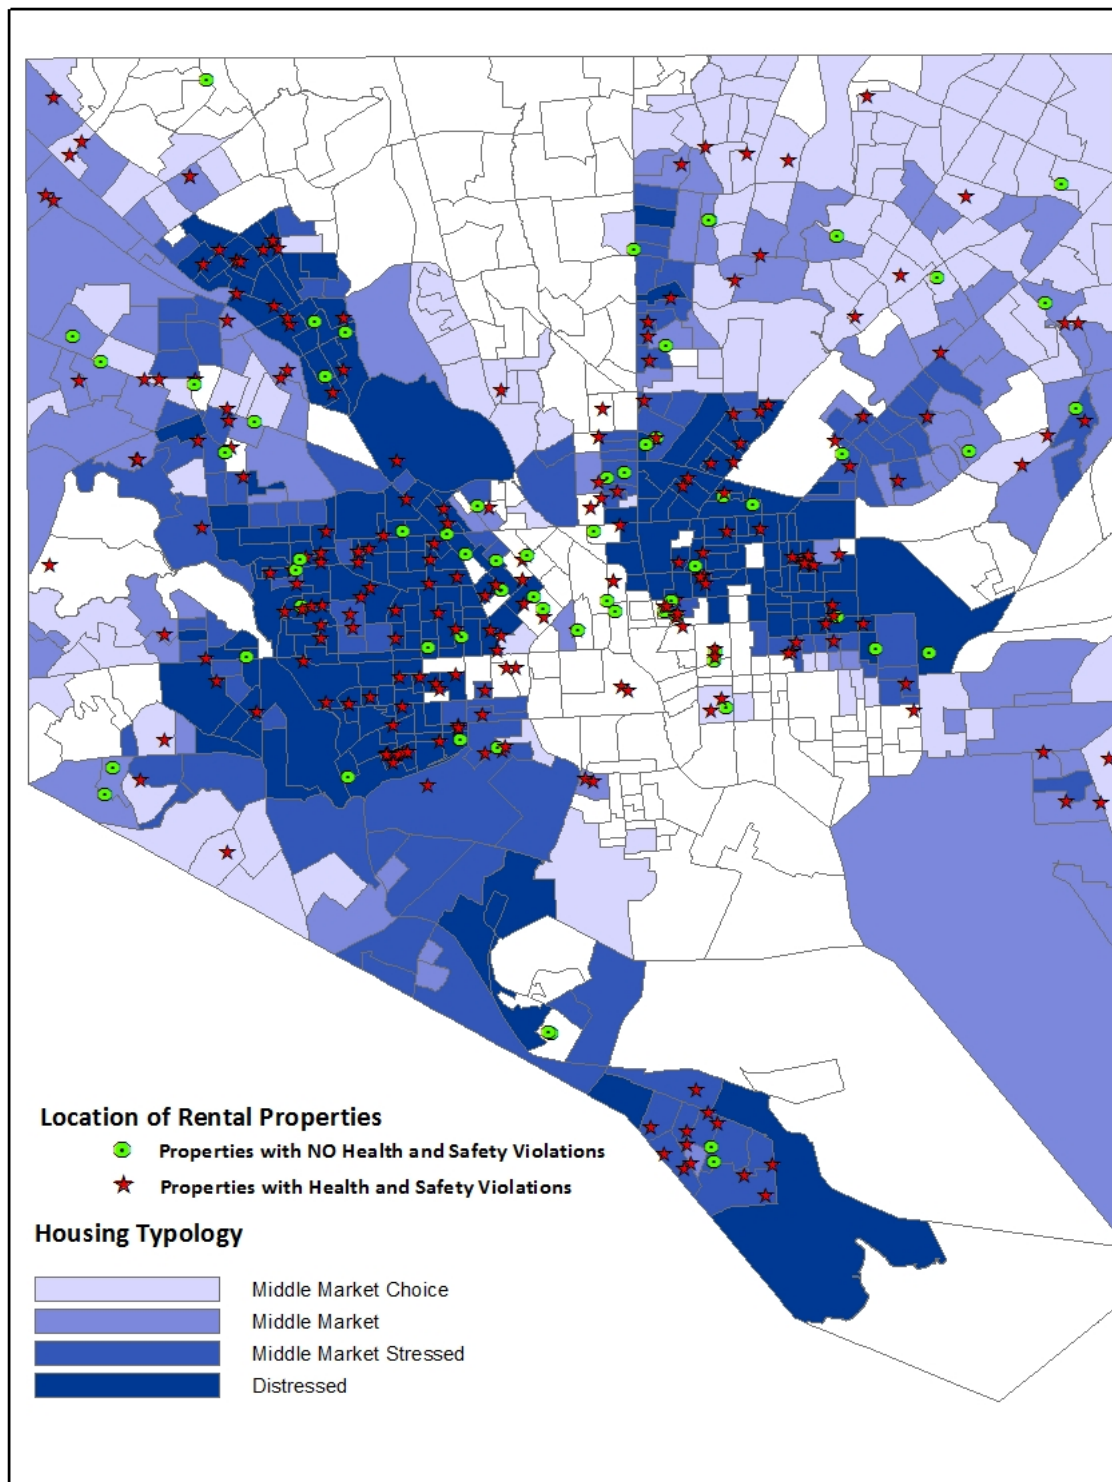 Location of Rental Properties
Properties with NO Health and Safety Violations
Properties with Health and Safety Violations
Housing Typology
Middle Market Choice
Middle Market
Middle Market Stressed
Distressed